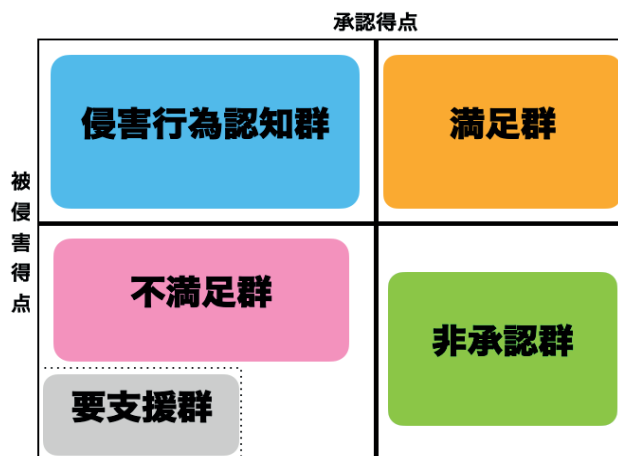 承認得点
侵害行為認知群
満足群
被侵害得点
不満足群
非承認群
要支援群